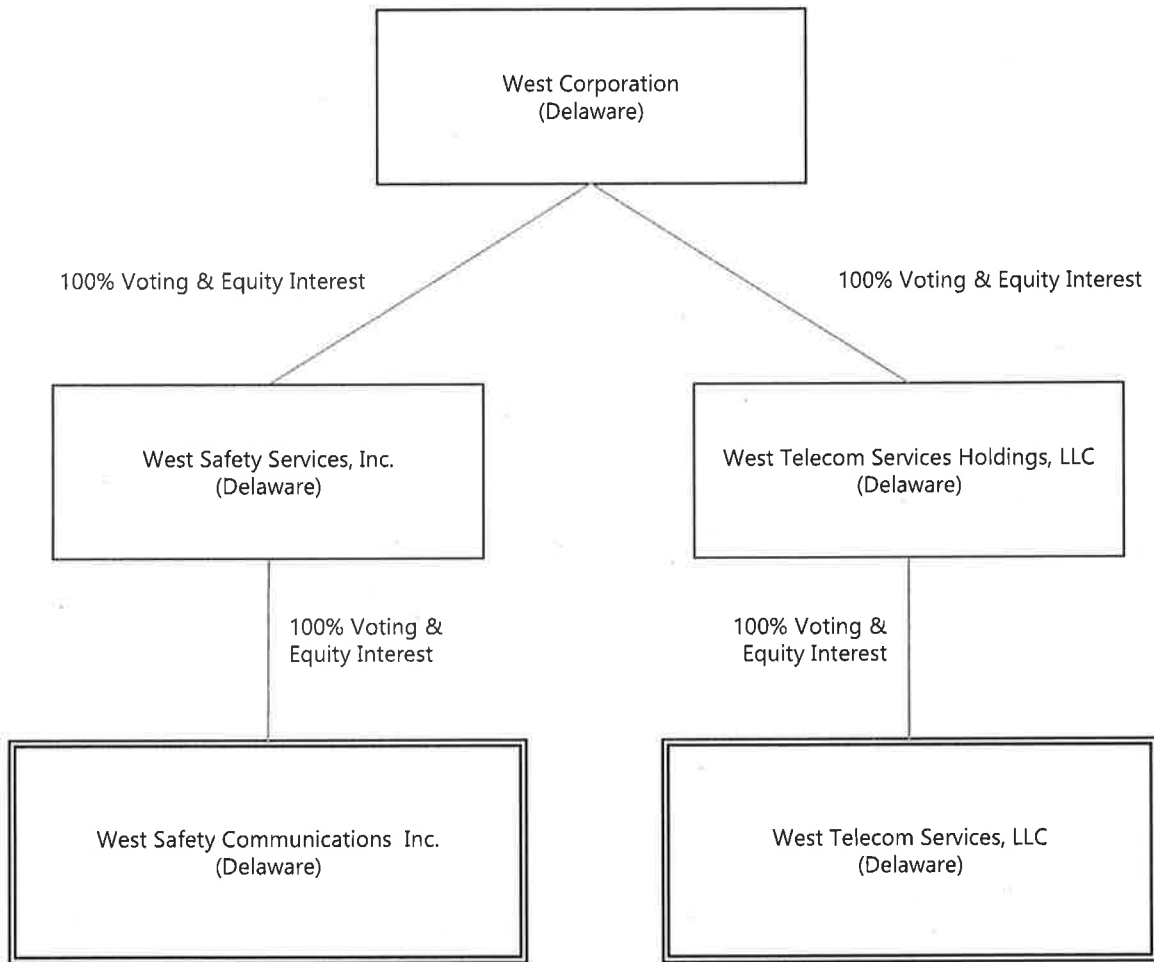 West Corporation
(Delaware)
100% Voting & Equity Interest
100% Voting & Equity Interest
West Safety Services, Inc.
(Delaware)
West Telecom Services Holdings, LLC
(Delaware)
100% Voting &
Equity Interest
100% Voting &
Equity Interest
West Safety Communications Inc.
(Delaware)
West Telecom Services, LLC
(Delaware)